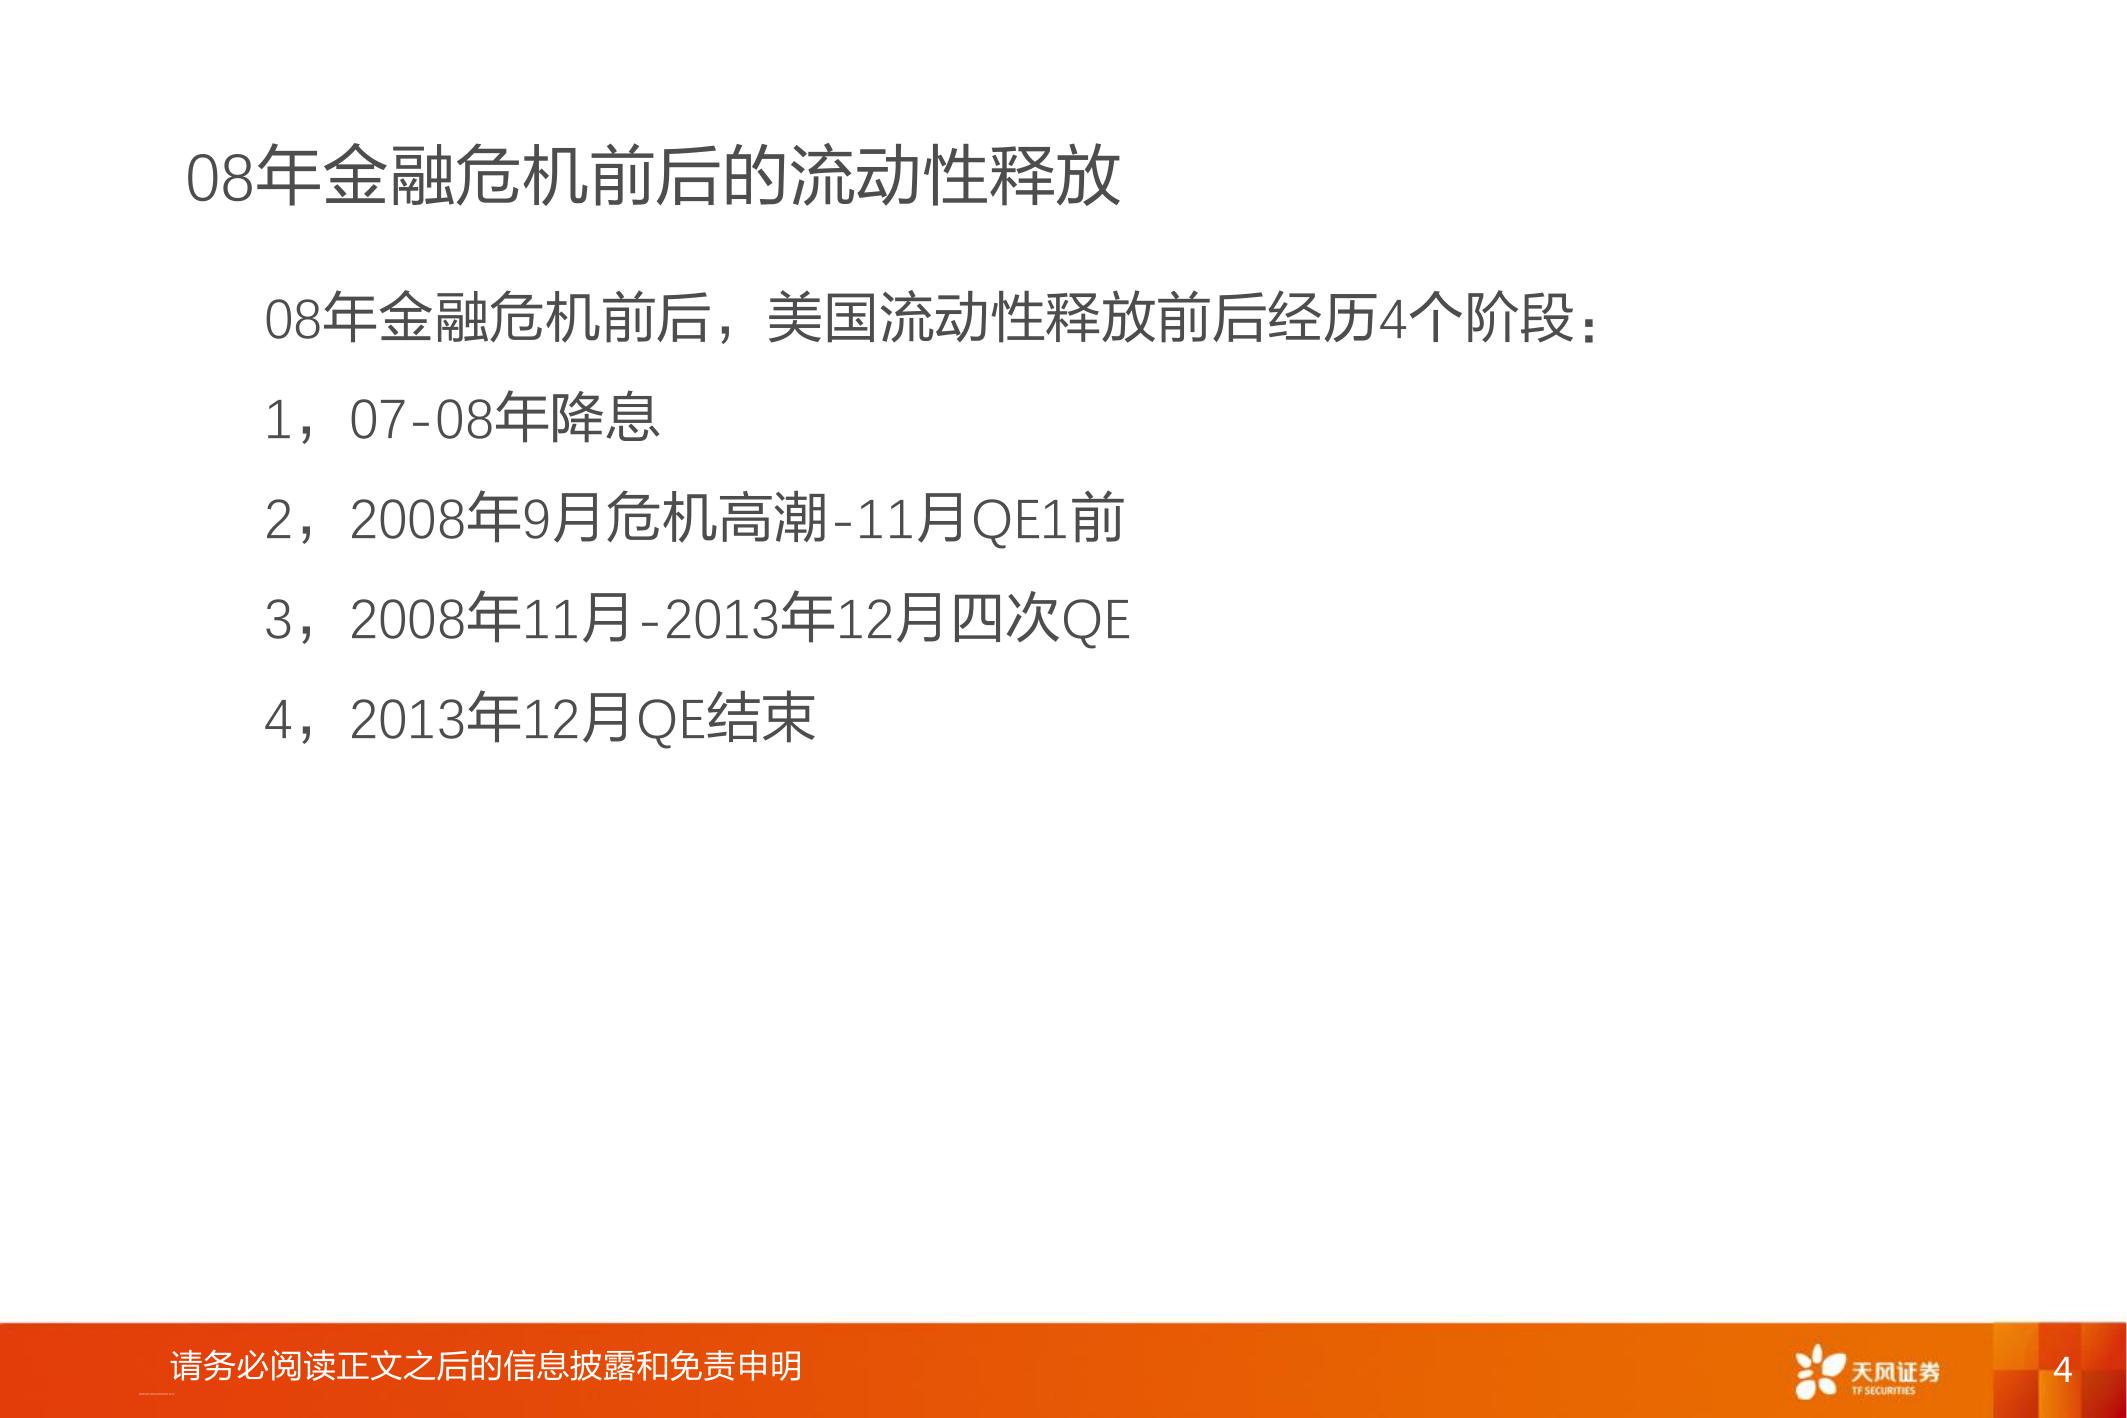 08年金融危机前后的流动性释放
08年金融危机前后，美国流动性释放前后经历4个阶段：
1，07-08年降息
2，2008年9月危机高潮-11月QE1前
3，2008年11月-2013年12月四次QE
4，2013年12月QE结束
请务必阅读正文之后的信息披露和免责申明
天风证券
TF SECURITIES
4